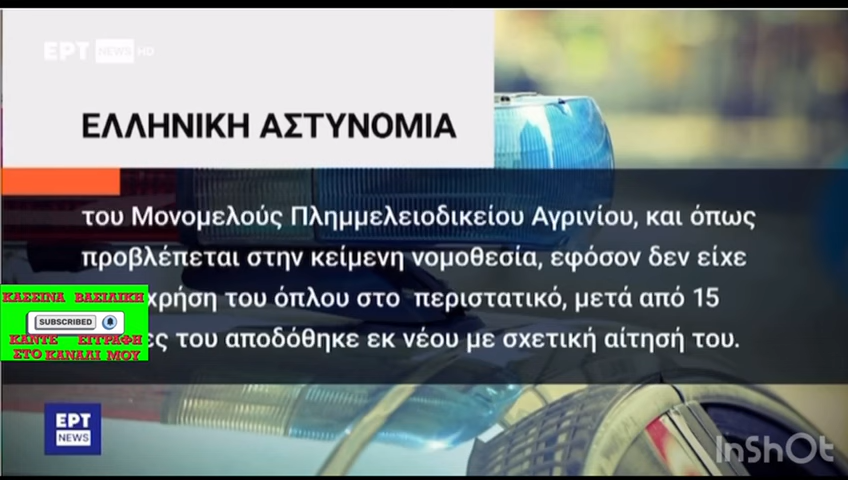 ΕΡΤ NEWS HD
ΕΛΛΗΝΙΚΗ ΑΣΤΥΝΟΜΙΑ
του Μονομελούς Πλημμελειοδικείου Αγρινίου, και όπως
προβλέπεται στην κείμενη νομοθεσία, εφόσον δεν είχε
χρήση του όπλου στο περιστατικό, μετά από 15
του αποδόθηκε εκ νέου με σχετική αίτησή του.
ΚΑΣΣΙΝΑ ΒΑΣΙΛΙΚΗ
SUBSCRIBED
ΚΑΝΤΕ ΕΓΓΡΑΦΗ
ΣΤΟ ΚΑΝΑΛΙ ΜΟΥ
ΕΡΤ
NEWS
InShOt